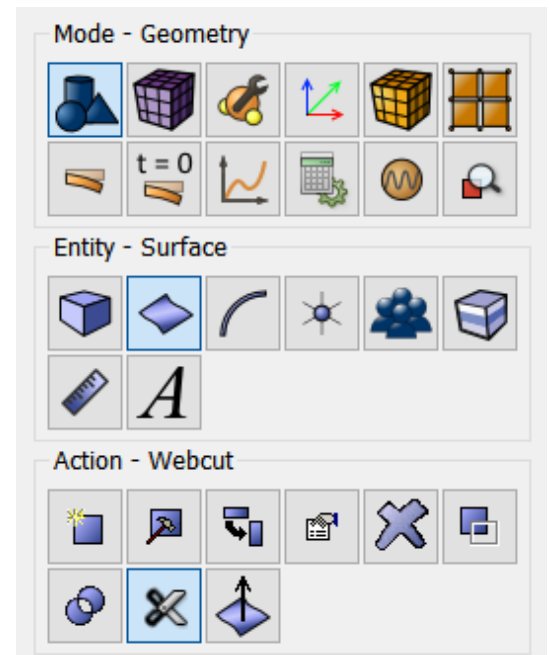 Mode - Geometry
t = 0
Entity - Surface
A
Action - Webcut